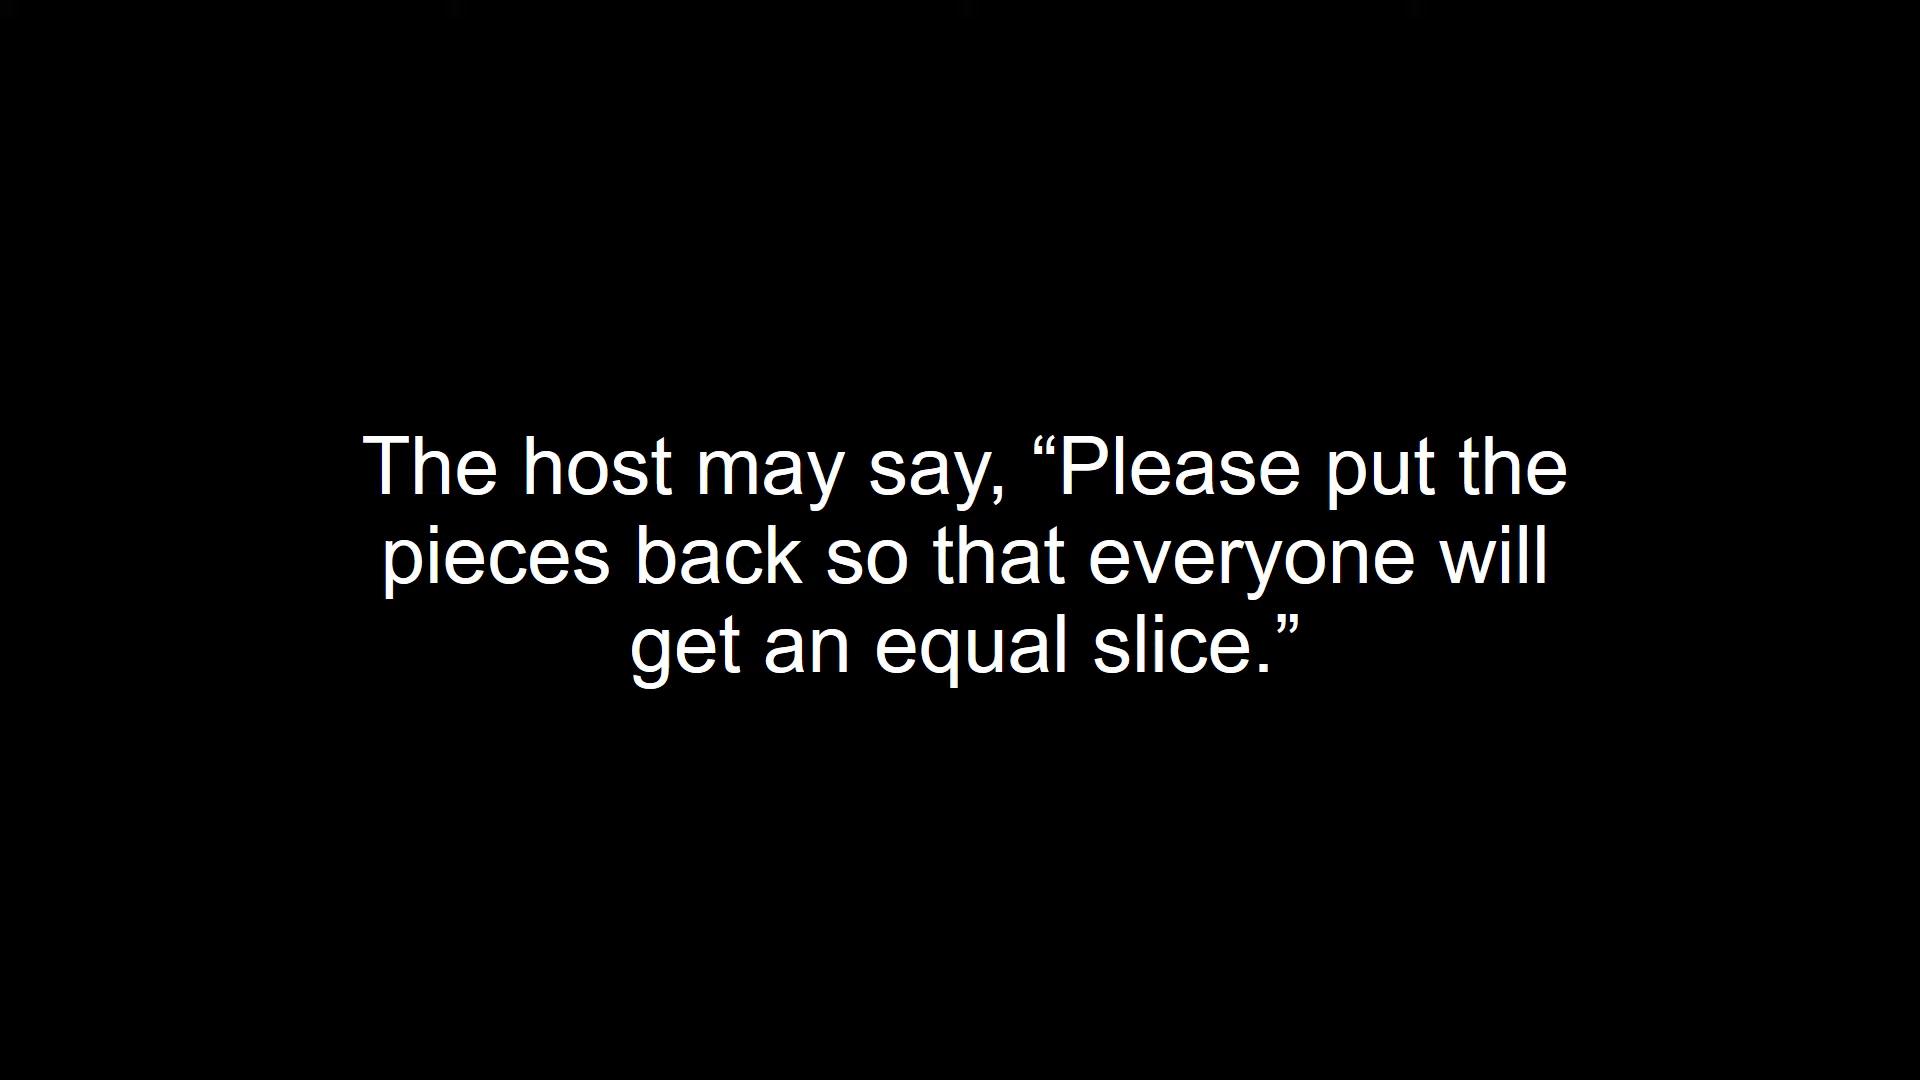 The host may say, “Please put the
pieces back so that everyone will
get an equal slice.”